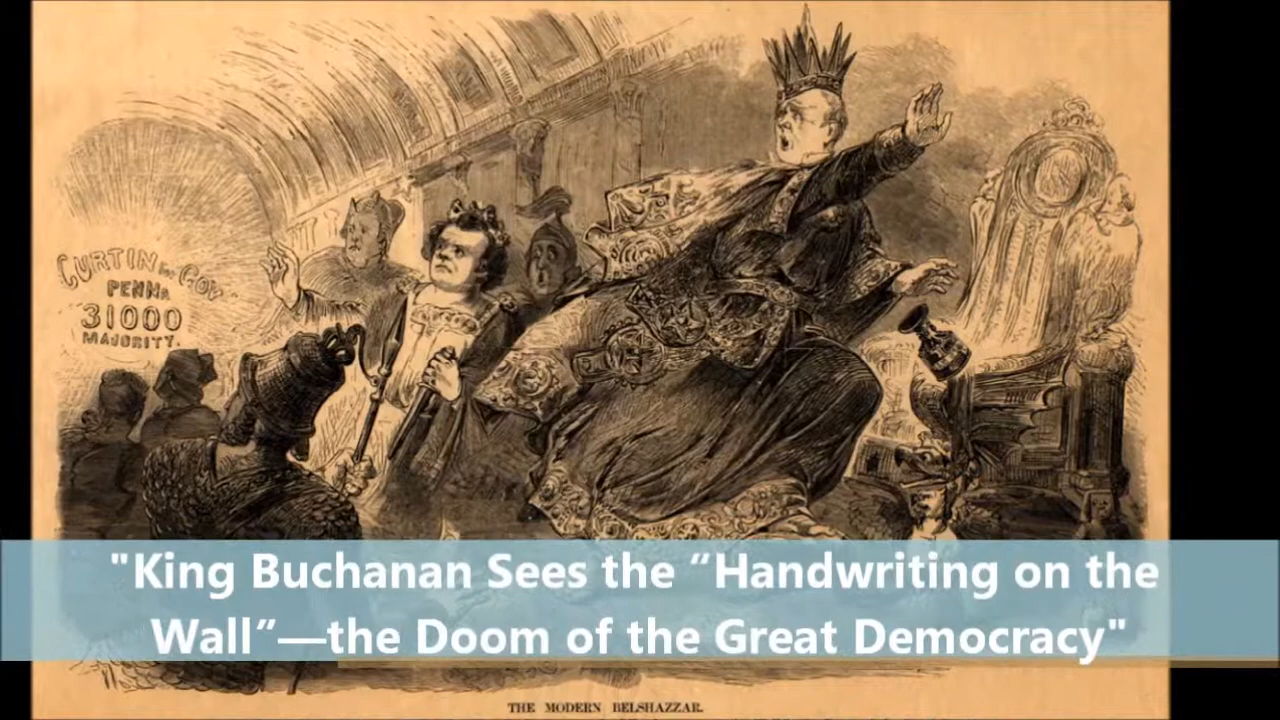 CURTIN for GOV
PENNA
31000
MAJORITY.
"King Buchanan Sees the “Handwriting on the
Wall”—the Doom of the Great Democracy"
THE MODERN BELSHAZZAR.